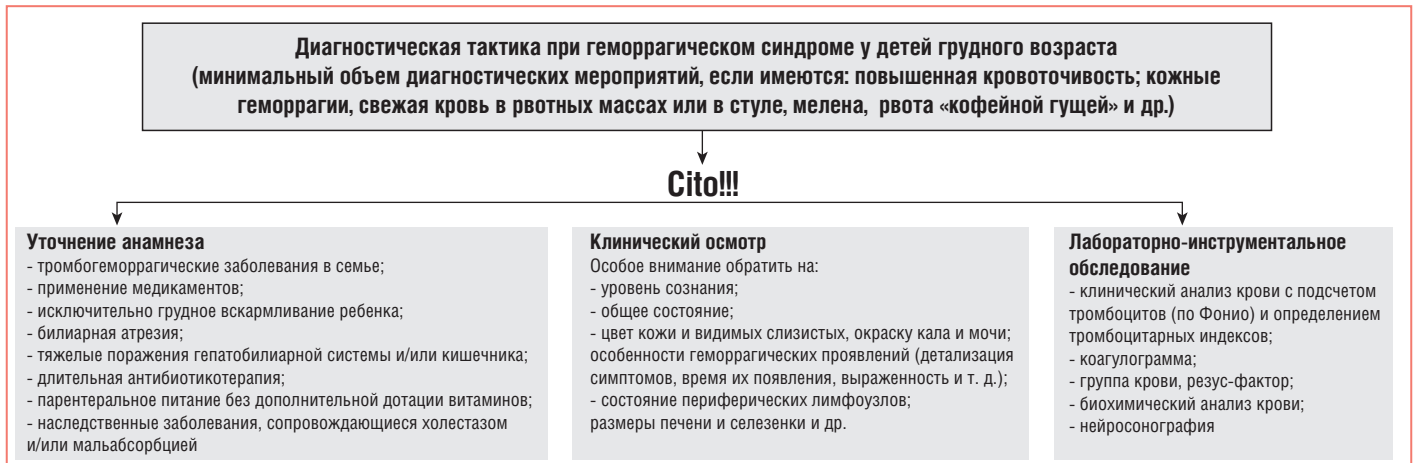 Диагностическая тактика при геморрагическом синдроме у детей грудного возраста
(минимальный объем диагностических мероприятий, если имеются: повышенная кровоточивость; кожные
геморрагии, свежая кровь в рвотных массах или в стуле, мелена, рвота «кофейной гущей» и др.)
Cito!!!
Уточнение анамнеза
- тромбогеморрагические заболевания в семье;
- применение медикаментов;
- исключительно грудное вскармливание ребенка;
- билиарная атрезия;
- тяжелые поражения гепатобилиарной системы и/или кишечника;
- длительная антибиотикотерапия;
- парентеральное питание без дополнительной дотации витаминов;
- наследственные заболевания, сопровождающиеся холестазом
и/или мальабсорбцией
Клинический осмотр
Особое внимание обратить на:
- уровень сознания;
- общее состояние;
- цвет кожи и видимых слизистых, окраску кала и мочи;
особенности геморрагических проявлений (детализация
симптомов, время их появления, выраженность и т. д.);
- состояние периферических лимфоузлов;
размеры печени и селезенки и др.
Лабораторно-инструментальное
обследование
- клинический анализ крови с подсчетом
тромбоцитов (по Фонио) и определением
тромбоцитарных индексов;
- коагулограмма;
- группа крови, резус-фактор;
- биохимический анализ крови;
- нейросонография